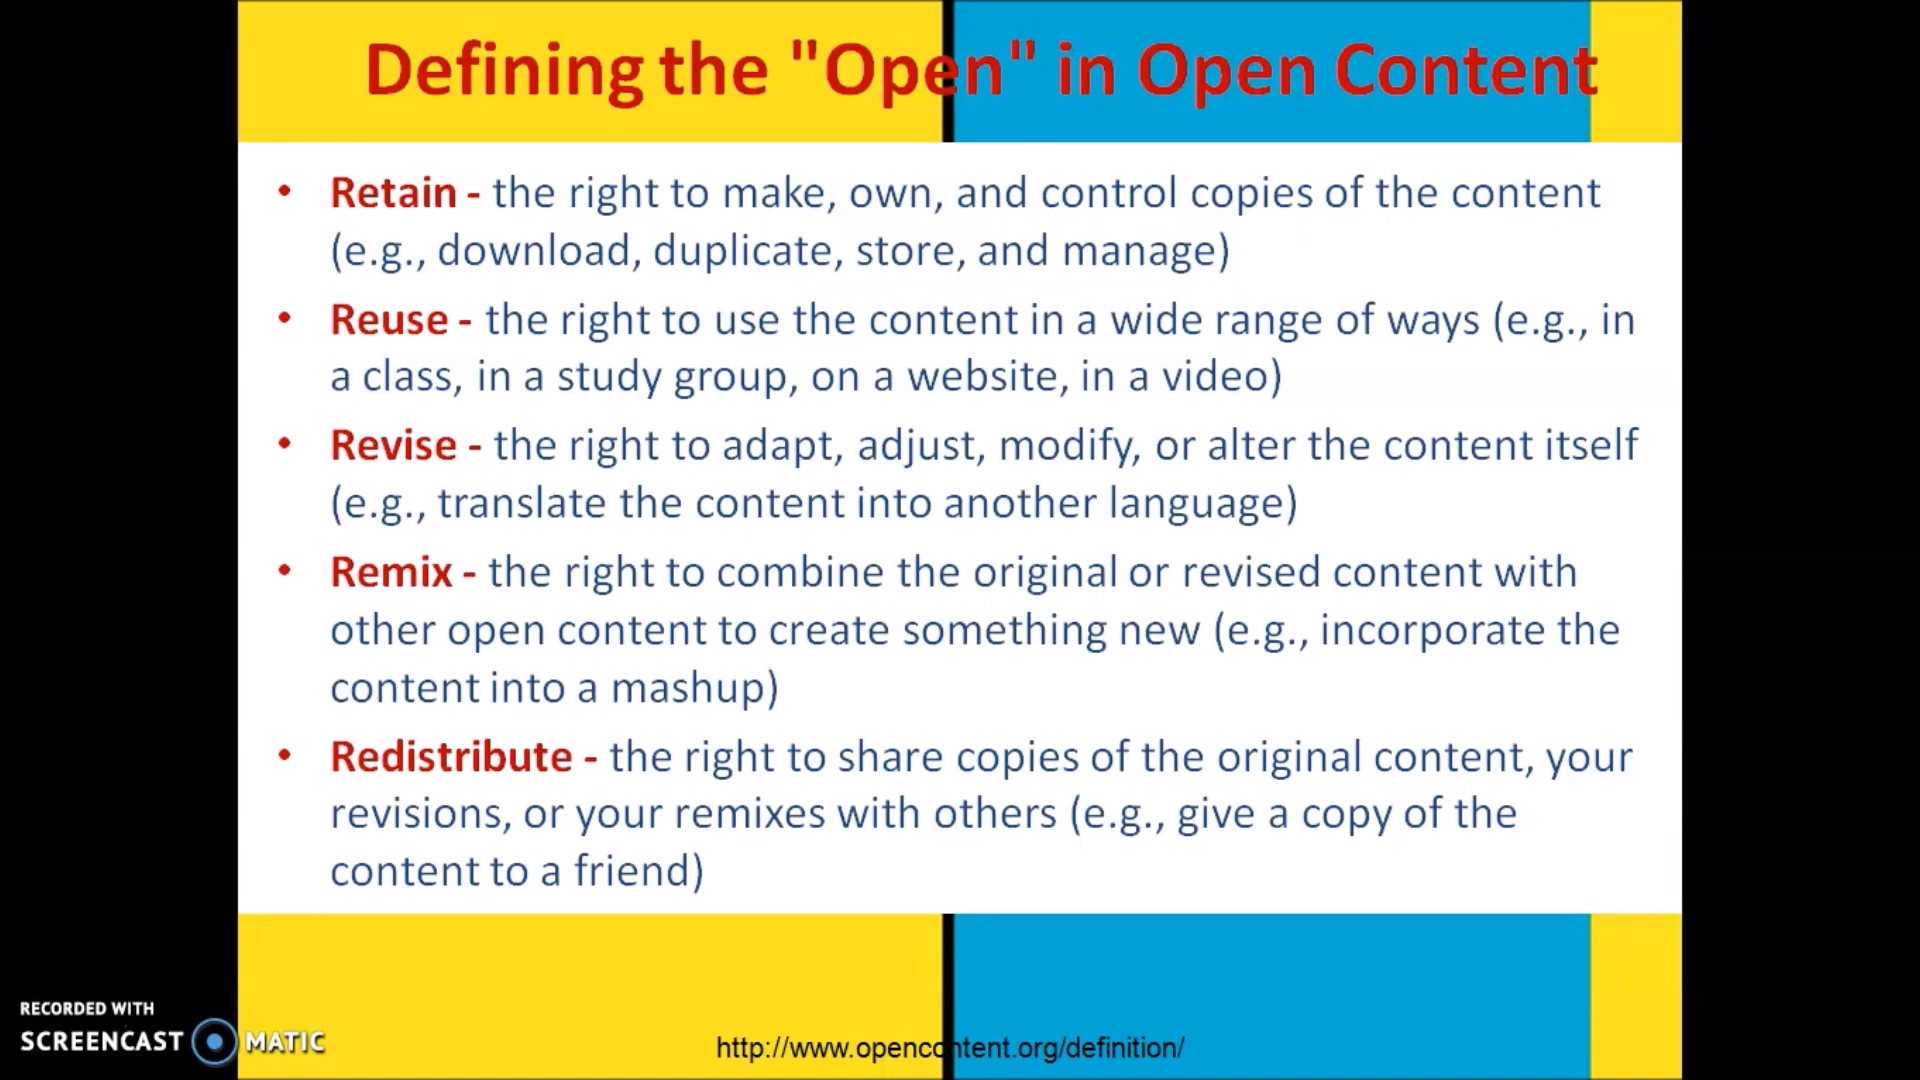 Defining the "Open" in Open Content
• Retain - the right to make, own, and control copies of the content
(e.g., download, duplicate, store, and manage)
• Reuse - the right to use the content in a wide range of ways (e.g., in
a class, in a study group, on a website, in a video)
• Revise - the right to adapt, adjust, modify, or alter the content itself
(e.g., translate the content into another language)
• Remix - the right to combine the original or revised content with
other open content to create something new (e.g., incorporate the
content into a mashup)
• Redistribute - the right to share copies of the original content, your
revisions, or your remixes with others (e.g., give a copy of the
content to a friend)
RECORDED WITH
SCREENCAST MATIC
http://www.opencontent.org/definition/